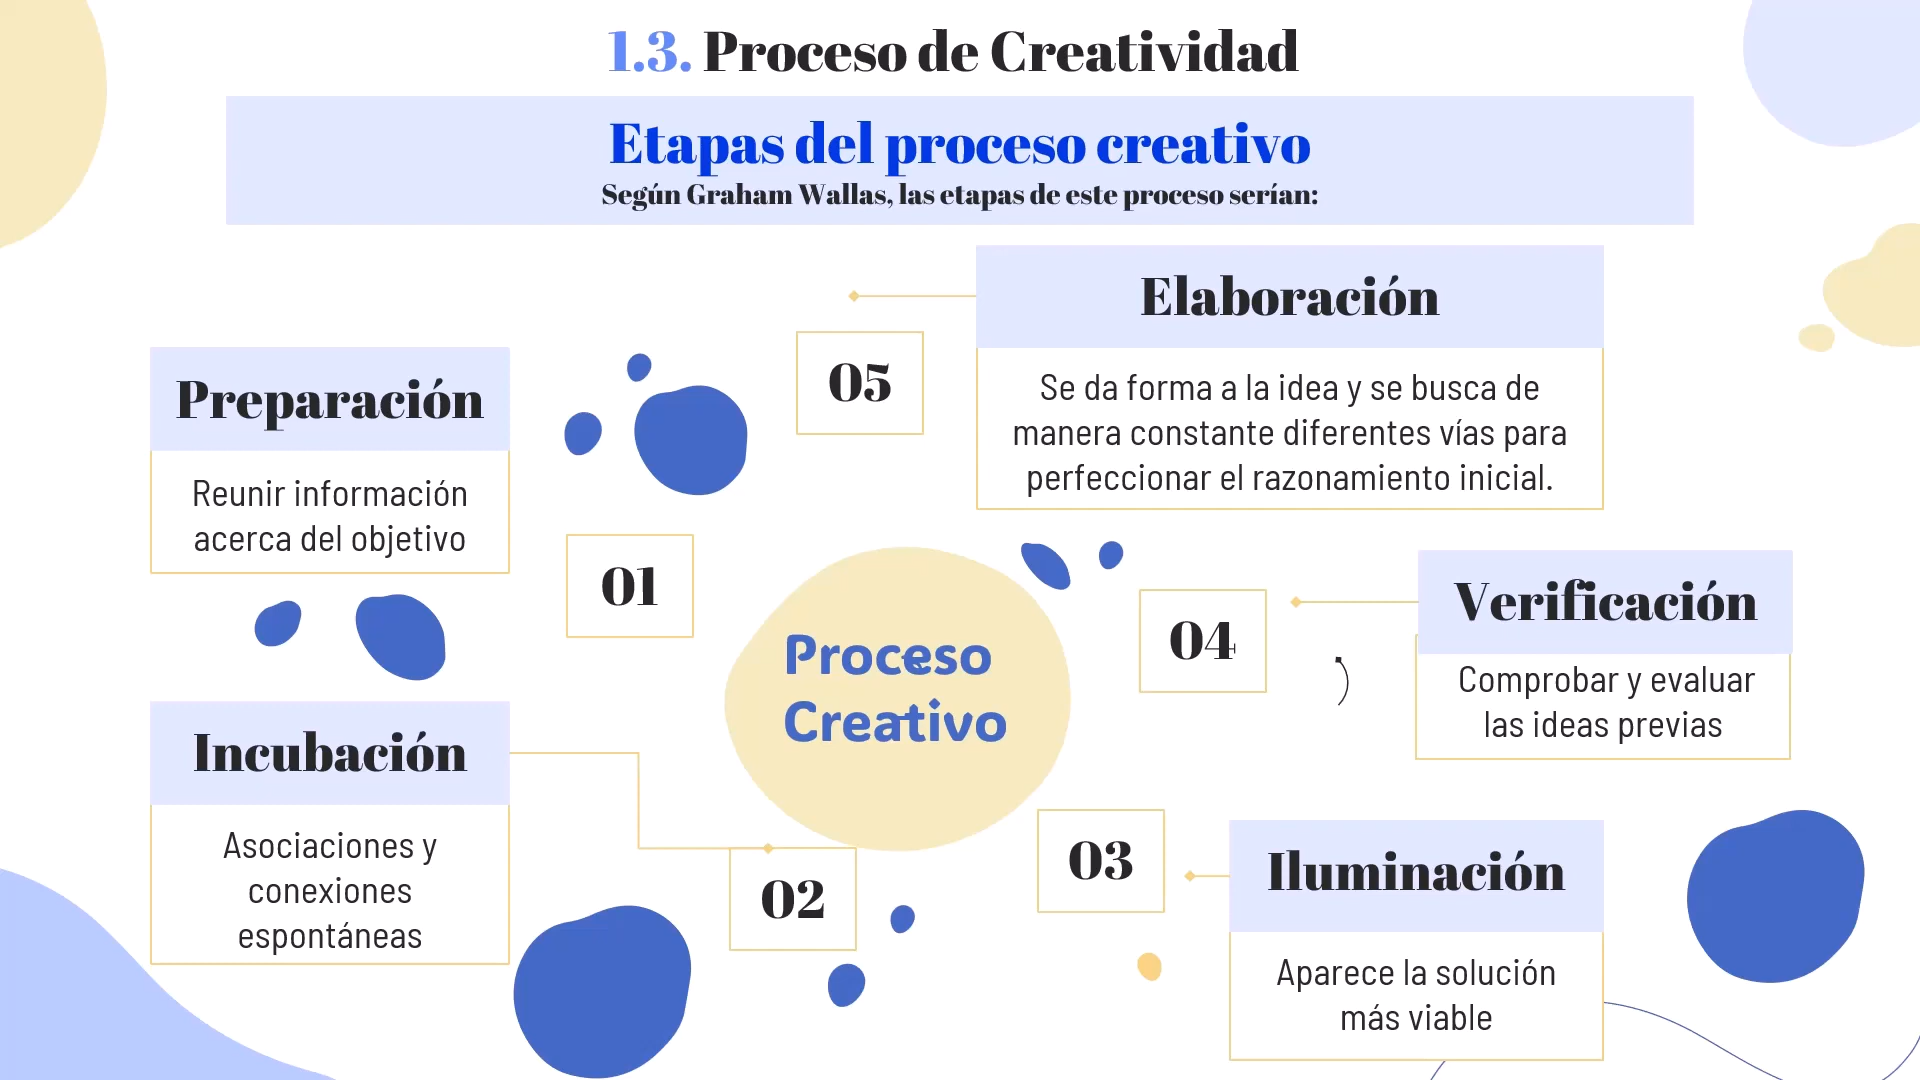 1.3. Proceso de Creatividad
Etapas del proceso creativo
Según Graham Wallas, las etapas de este proceso serían:
Preparación
Reunir información
acerca del objetivo
01
Incubación
Asociaciones y
conexiones
espontáneas
02
Proceso
Creativo
03
Iluminación
Aparece la solución
más viable
04
Verificación
Comprobar y evaluar
las ideas previas
05
Elaboración
Se da forma a la idea y se busca de
manera constante diferentes vías para
perfeccionar el razonamiento inicial.